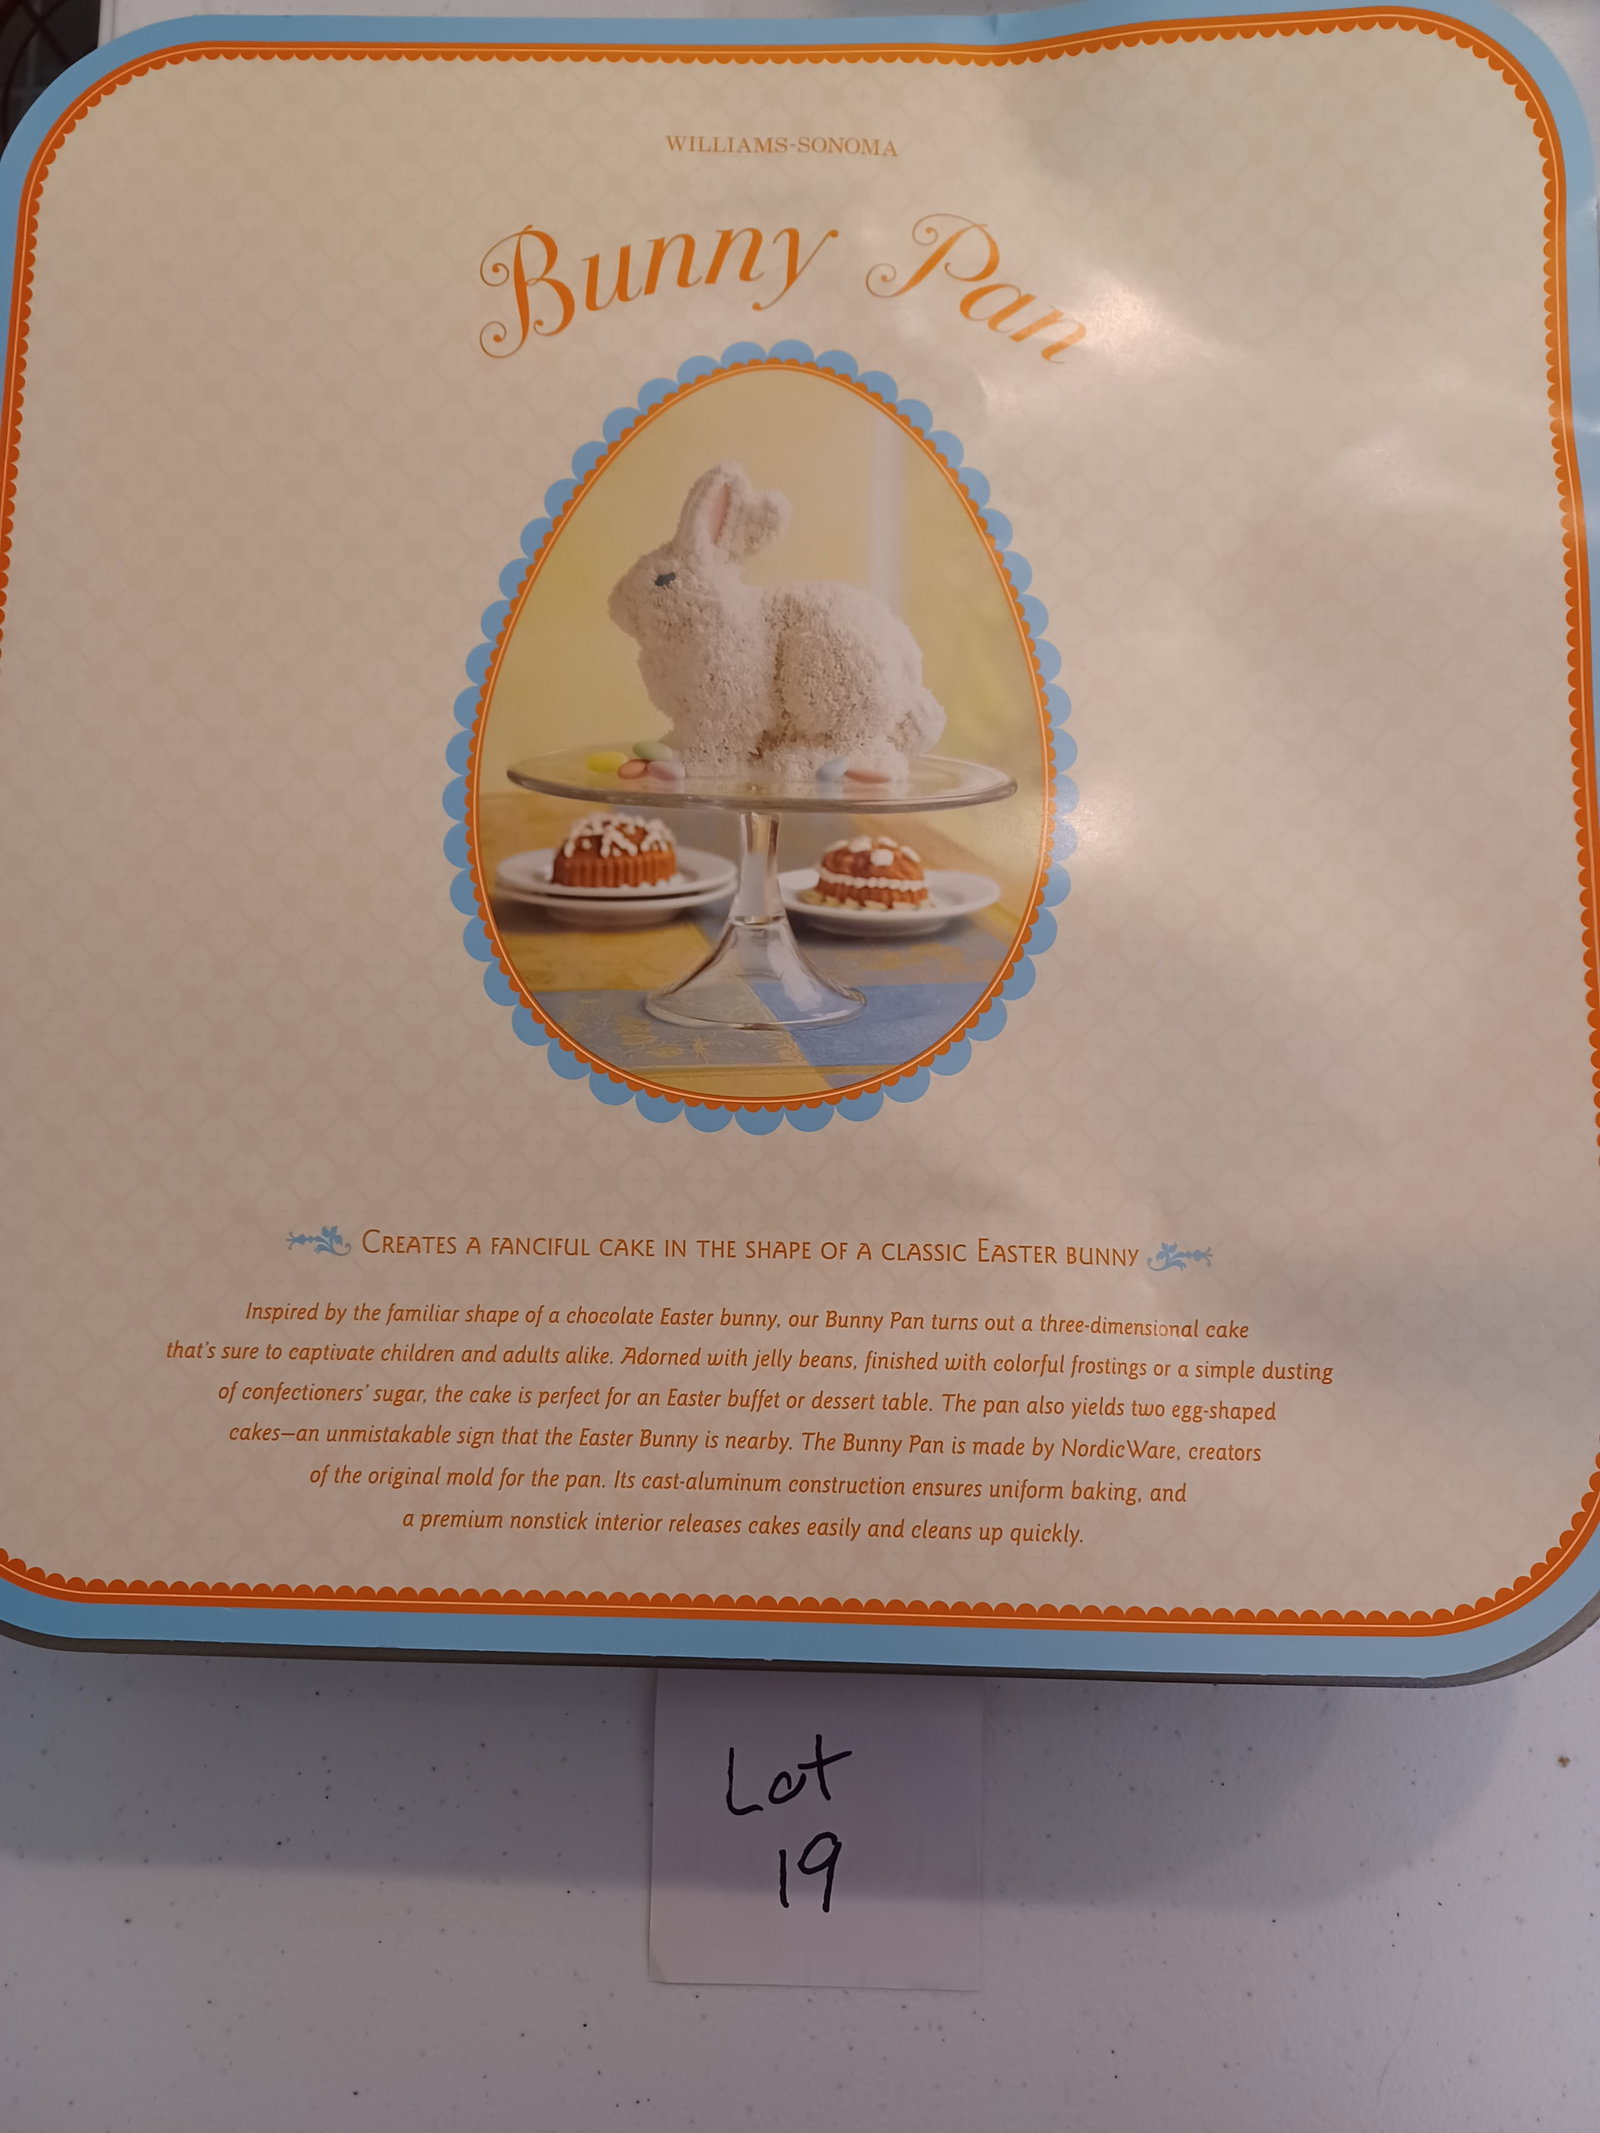 WILLIAMS-SONOMA
Bunny Pan
Creates a fanciful cake in the shape of a classic Easter bunny
Inspired by the familiar shape of a chocolate Easter bunny, our Bunny Pan turns out a three-dimensional cake
that's sure to captivate children and adults alike. Adorned with jelly beans, finished with colorful frostings or a simple dusting
of confectioners' sugar, the cake is perfect for an Easter buffet or dessert table. The pan also yields two egg-shaped
cakes—an unmistakable sign that the Easter Bunny is nearby. The Bunny Pan is made by NordicWare, creators
of the original mold for the pan. Its cast-aluminum construction ensures uniform baking, and
a premium nonstick interior releases cakes easily and cleans up quickly.
Lot
19